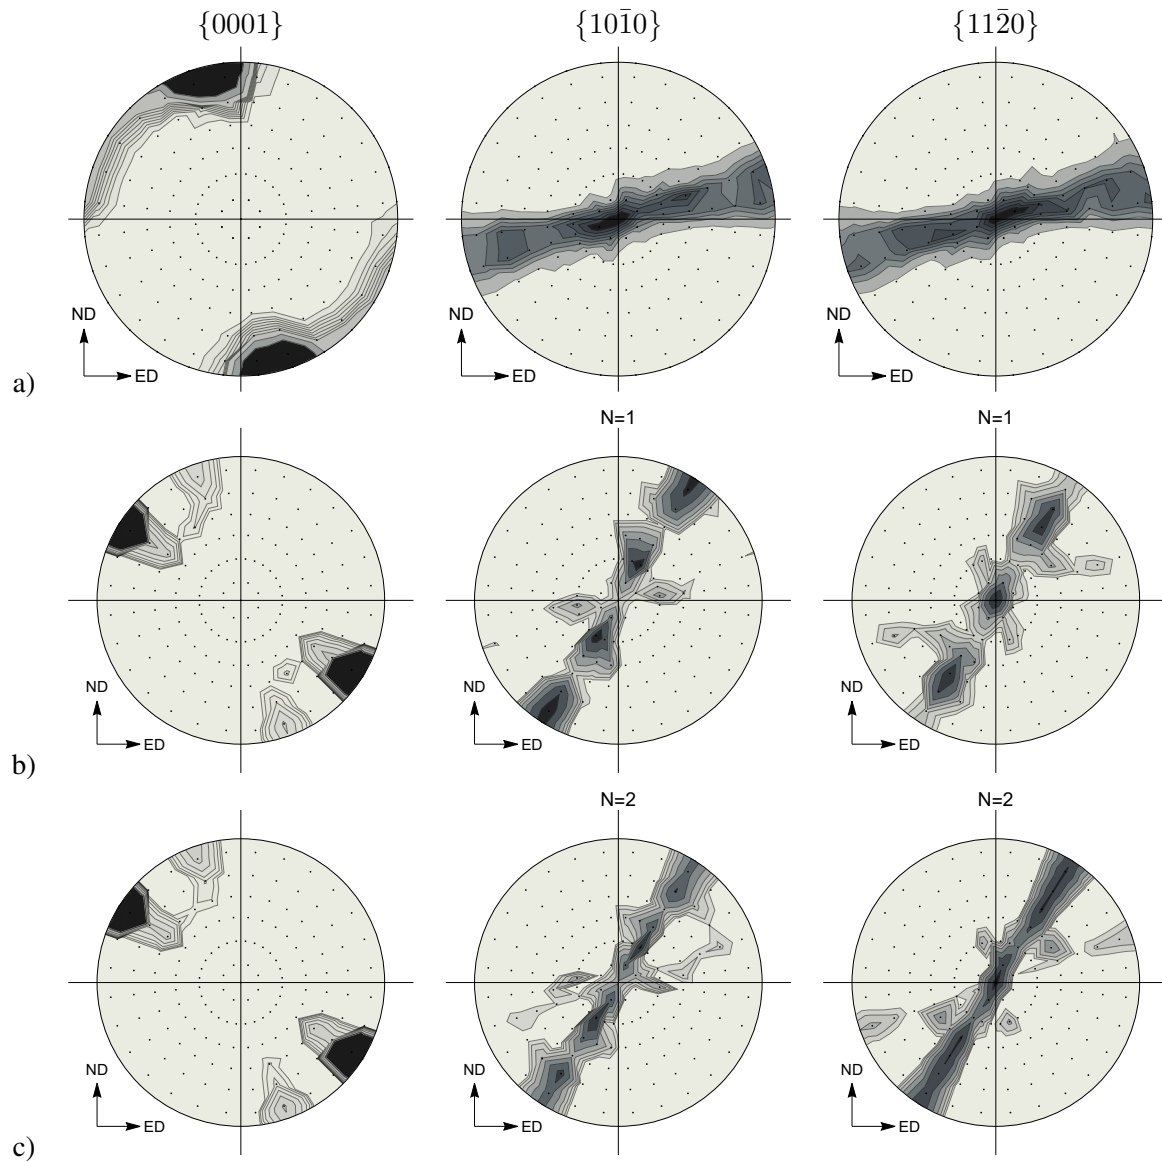 {0001} {101̄0} {112̄0}
ND ND ND
ED ED ED
a)
N=1 N=1
ND ND ND
ED ED ED
b)
N=2 N=2
ND ND ND
ED ED ED
c)